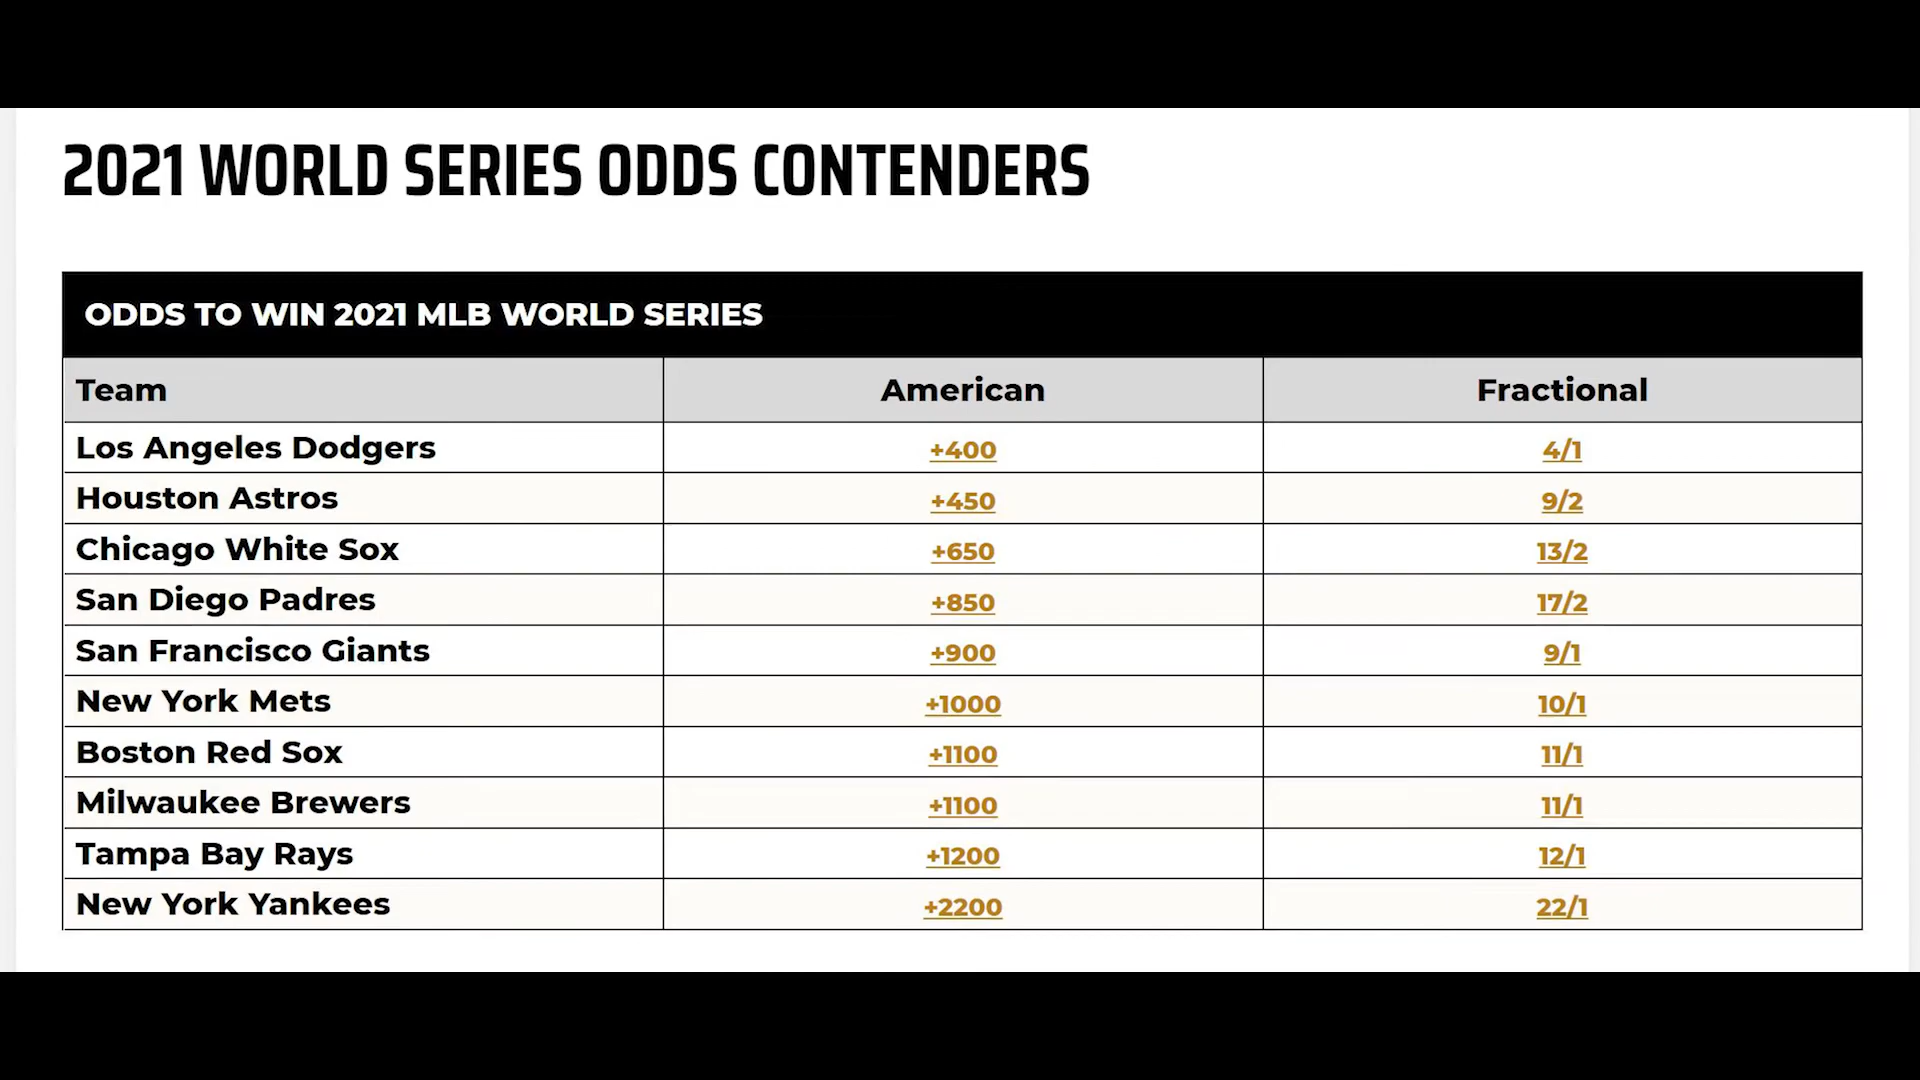 2021 WORLD SERIES ODDS CONTENDERS
ODDS TO WIN 2021 MLB WORLD SERIES
Team American Fractional
Los Angeles Dodgers +400 4/1
Houston Astros +450 9/2
Chicago White Sox +650 13/2
San Diego Padres +850 17/2
San Francisco Giants +900 9/1
New York Mets +1000 10/1
Boston Red Sox +1100 11/1
Milwaukee Brewers +1100 11/1
Tampa Bay Rays +1200 12/1
New York Yankees +2200 22/1